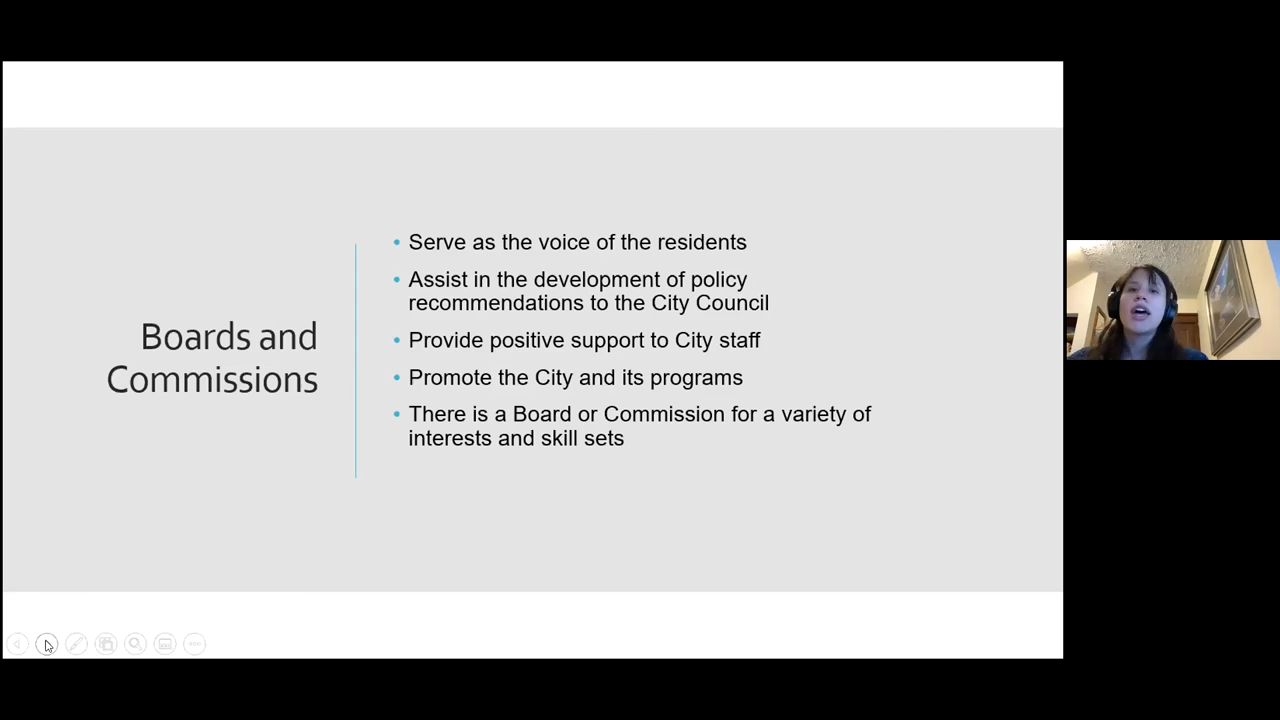 Boards and
Commissions
• Serve as the voice of the residents
• Assist in the development of policy
recommendations to the City Council
• Provide positive support to City staff
• Promote the City and its programs
• There is a Board or Commission for a variety of
interests and skill sets